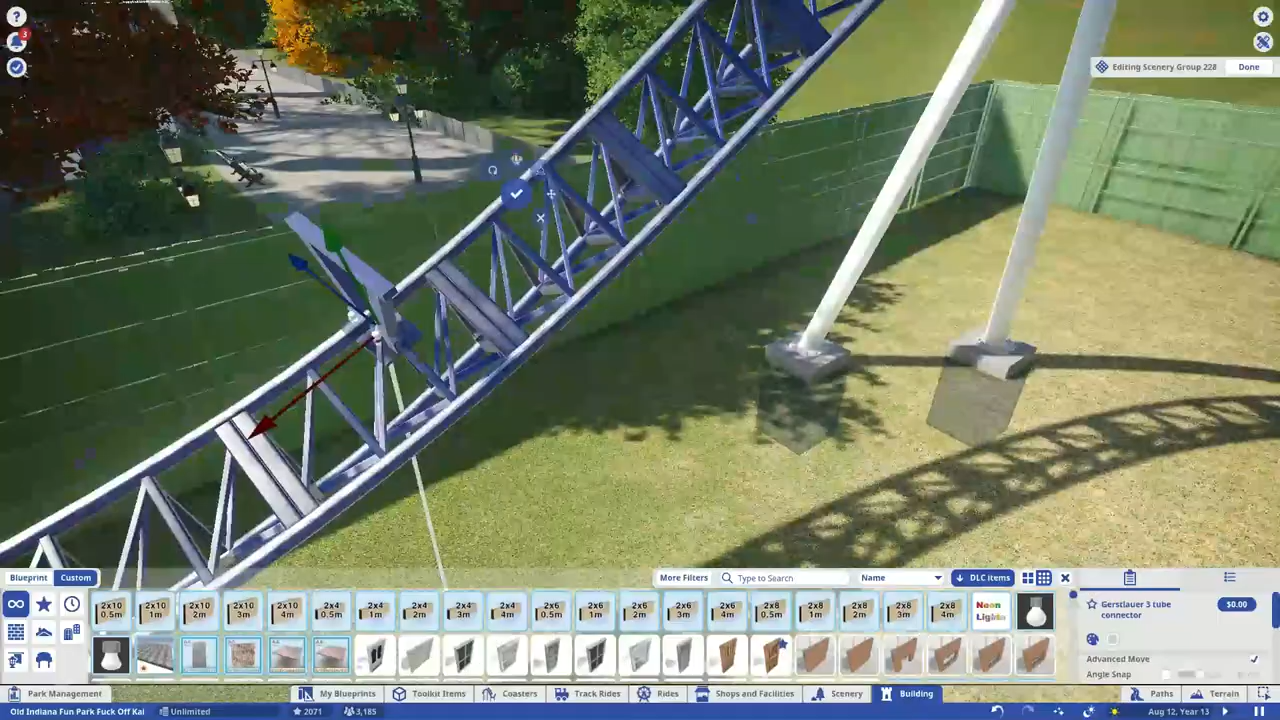 ?
3
Editing Scenery Group 228 Done
Blueprint Custom More Filters Type to Search Name DLC items
2x10 0.5m 2x10 1m 2x10 2m 2x10 3m 2x10 2x4 0.5m 2x4 2x4 1m 2x4 3m 2x4 2x6 0.5m 2x6 1m 2x6 2m 2x6 3m 2x6 2x8 0.5m 2x8 1m 2x8 2m 2x8 3m 2x8 4m Neon Lights
Gerstlauer 3 tube connector $0.00
Advanced Move
Angle Snap
Park Management My Blueprints Toolkit Items Coasters Track Rides Rides Shops and Facilities Scenery Building Paths Terrain
Old Indiana Fun Park Fuck Off Kai Unlimited 2071 3,185 Aug 12, Year 13